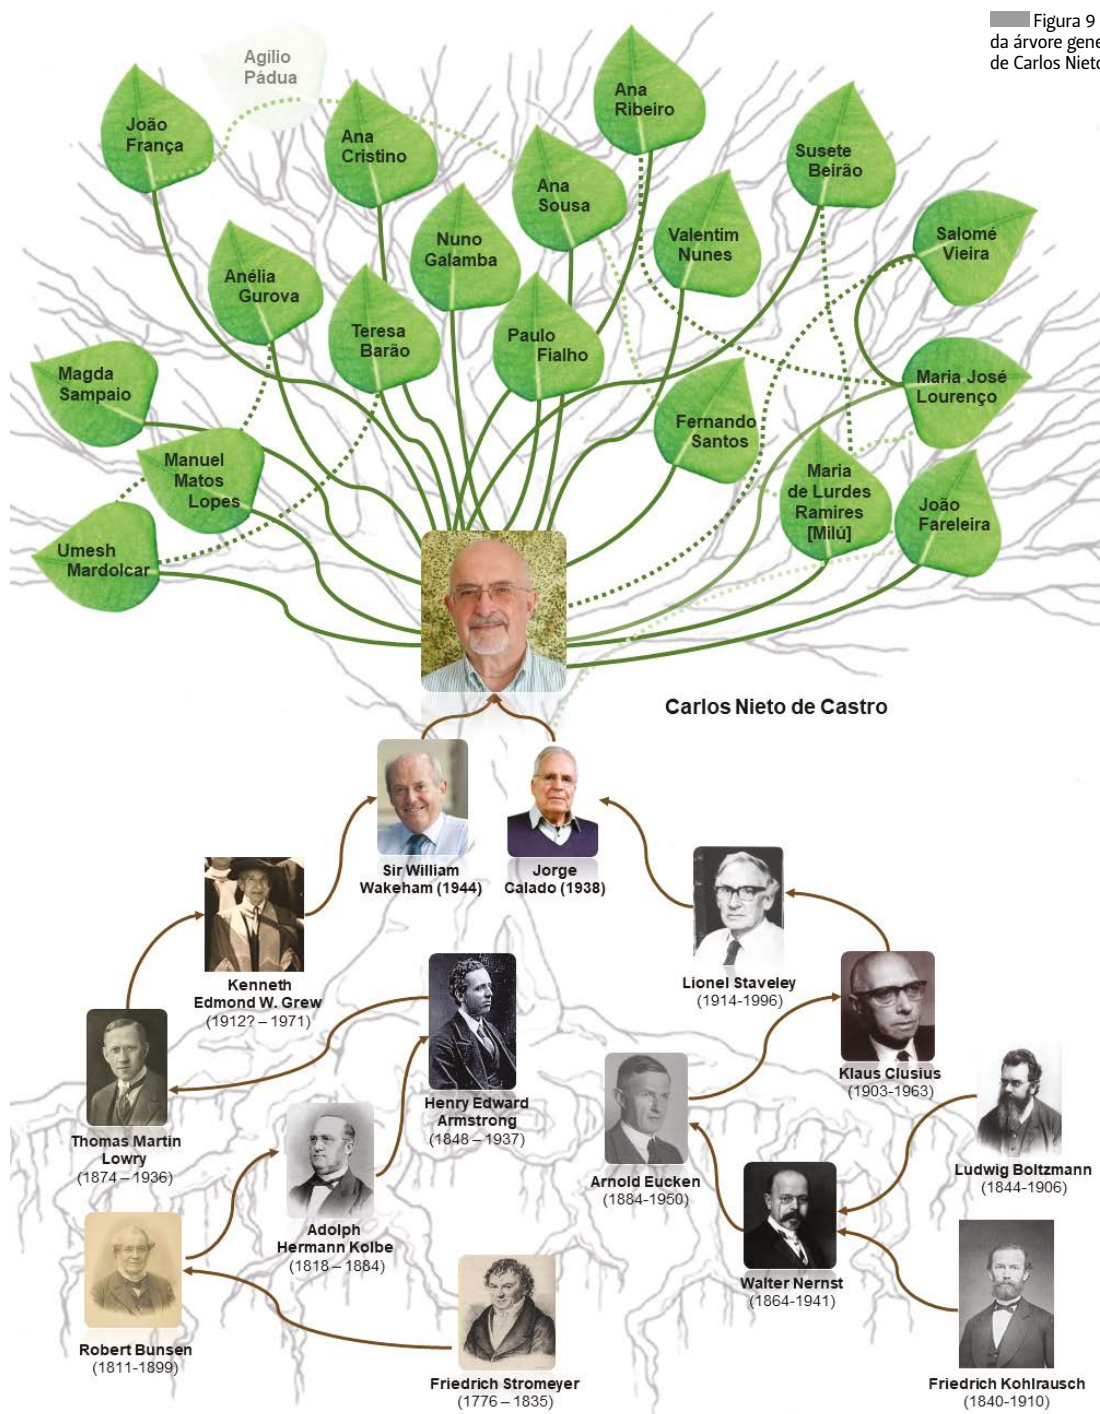 Figura 9
da árvore gene
de Carlos Nieto
Agílio
Pádua
João
França
Ana
Cristino
Ana
Ribeiro
Susete
Beirão
Ana
Sousa
Nuno
Galamba
Valentim
Nunes
Salomé
Vieira
Anélia
Gurova
Teresa
Barão
Paulo
Fialho
Magda
Sampaio
Maria José
Lourenço
Fernando
Santos
Manuel
Matos
Lopes
Maria
de Lurdes
Ramires
[Milú]
João
Fareleira
Umesh
Mardolcar
Carlos Nieto de Castro
Sir William
Wakeham (1944)
Jorge
Calado (1938)
Kenneth
Edmond W. Grew
(1912? – 1971)
Lionel Staveley
(1914-1996)
Klaus Clusius
(1903-1963)
Henry Edward
Armstrong
(1848 – 1937)
Thomas Martin
Lowry
(1874 – 1936)
Arnold Eucken
(1884-1950)
Ludwig Boltzmann
(1844-1906)
Adolph
Hermann Kolbe
(1818 – 1884)
Walter Nernst
(1864-1941)
Robert Bunsen
(1811-1899)
Friedrich Stromeyer
(1776 – 1835)
Friedrich Kohlrausch
(1840-1910)